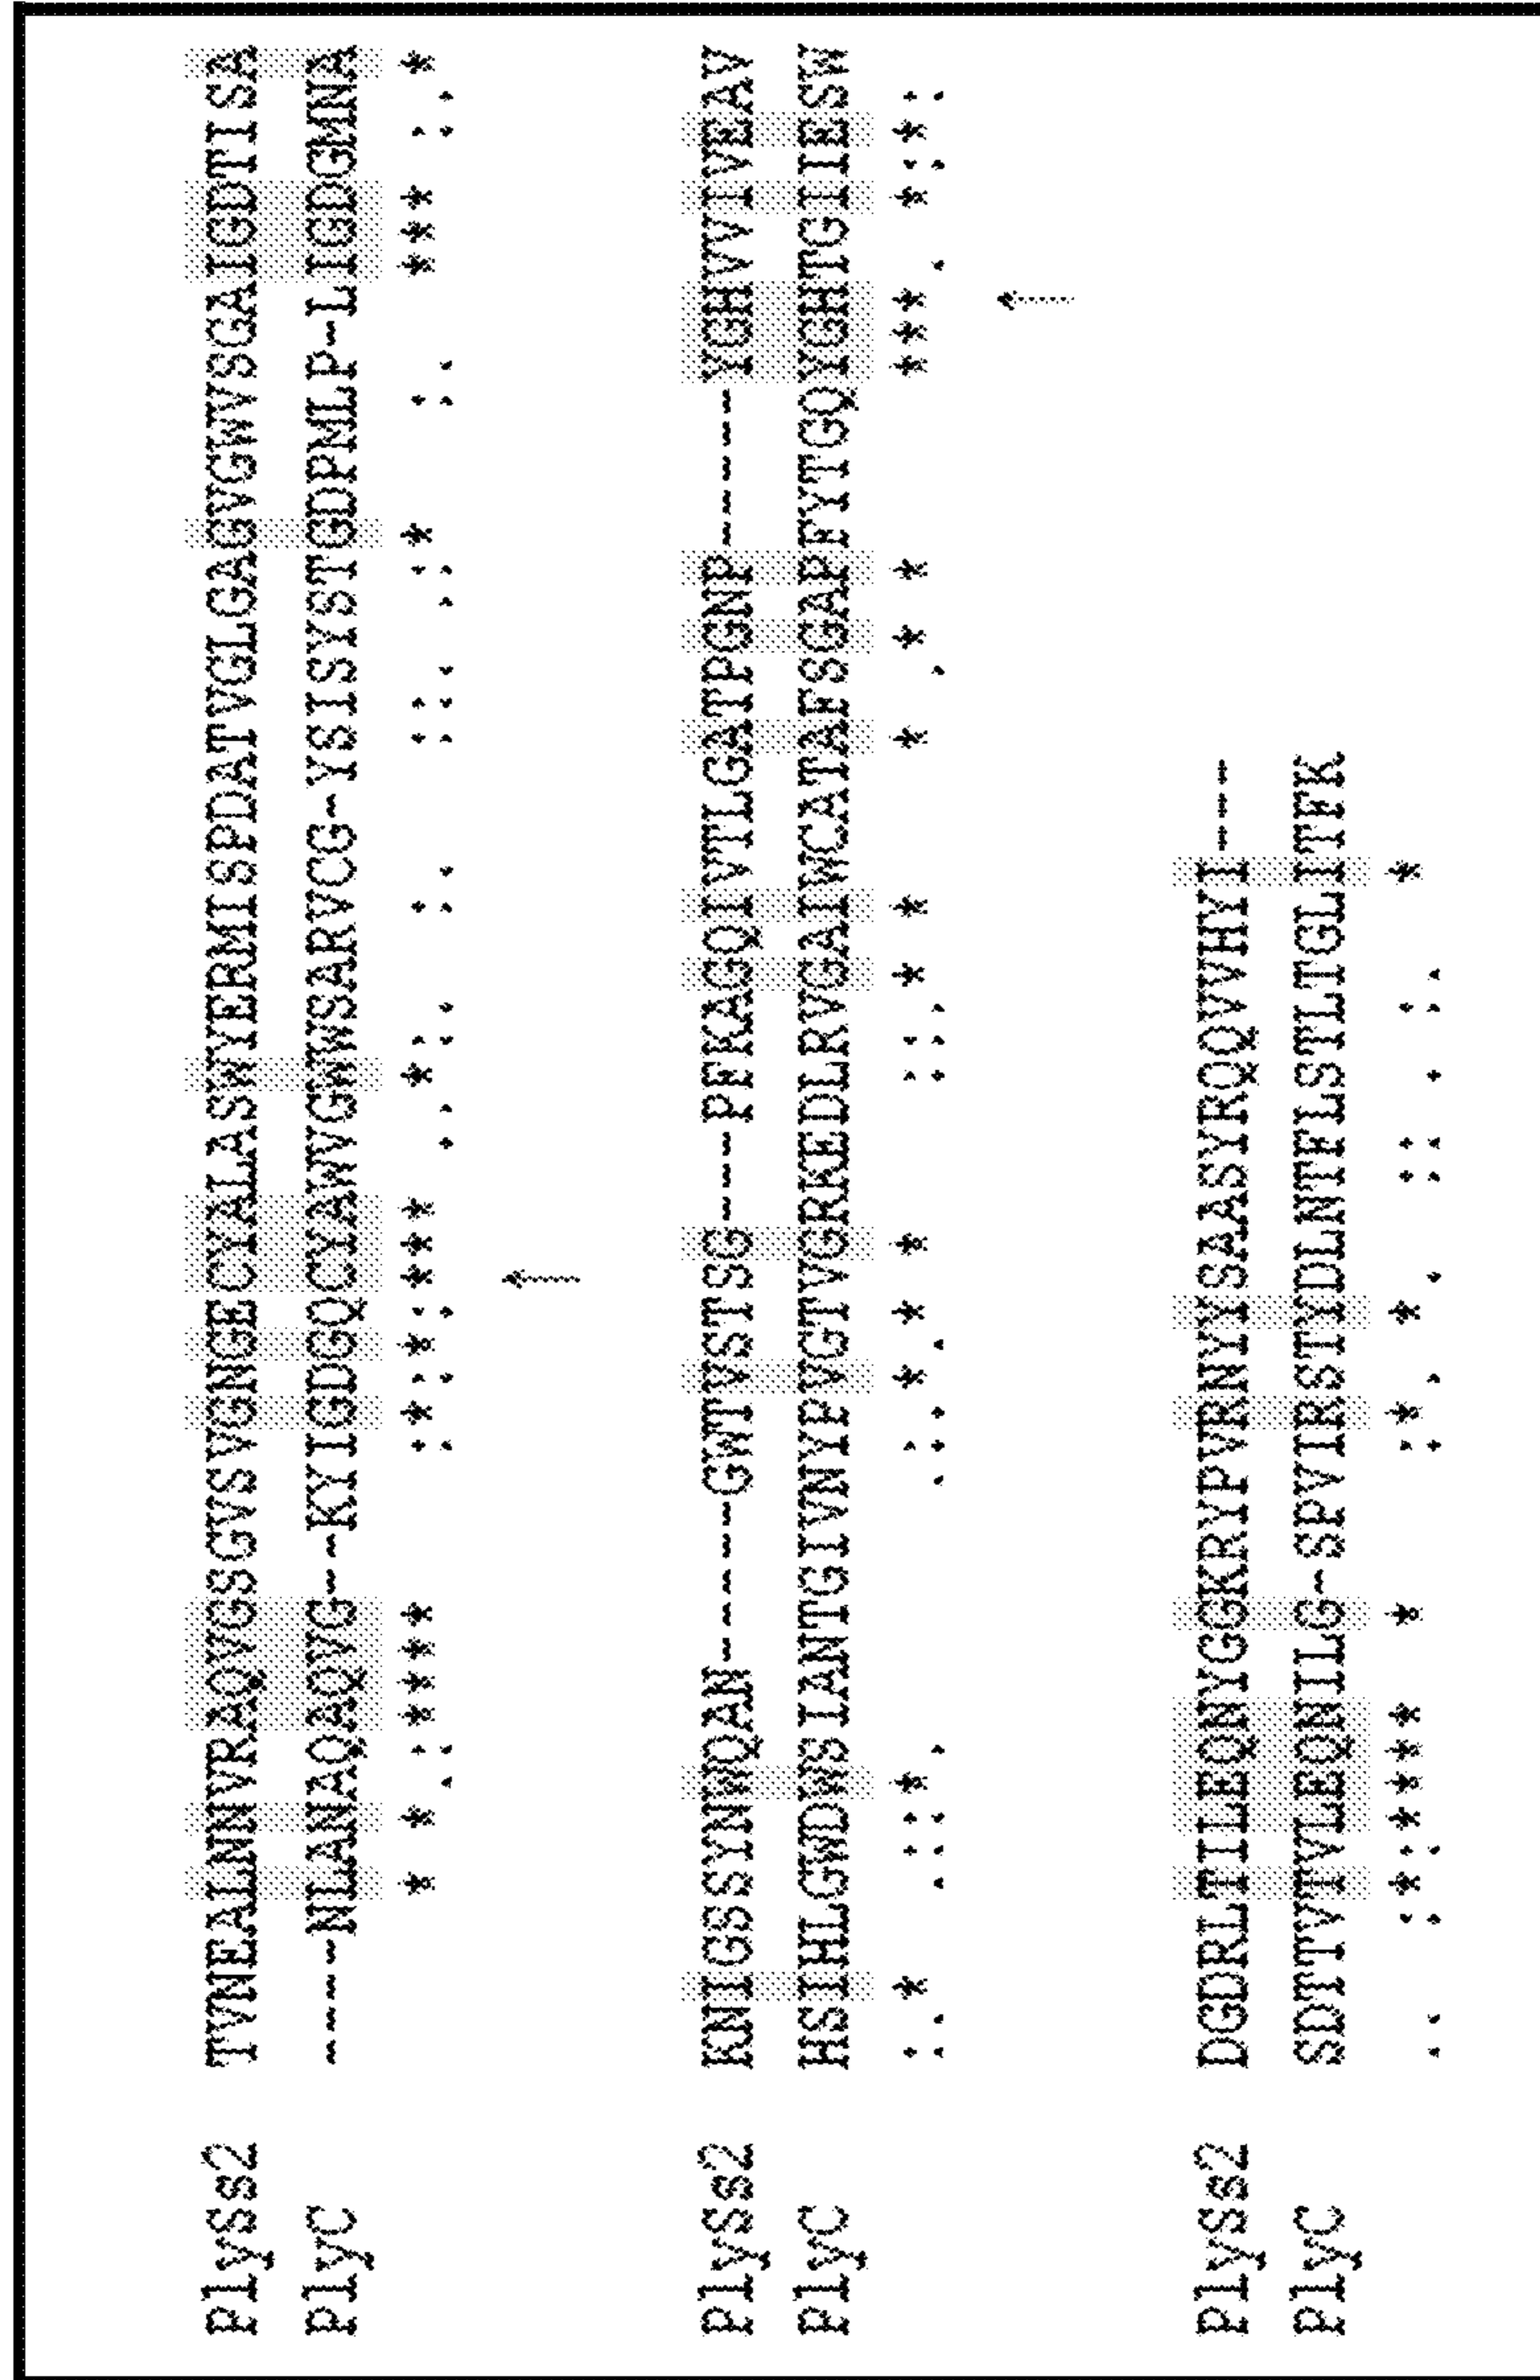 PlySs2 TVNEALNNVRAQVGSGVSVGNGECYALASWYERMISPDATVGLGAGVGWVSGAIGDTISA
PlyC ----NLANAQAQVG--KYIGDGQCYAWVGWWSARVCG-YSISYSTGDPMLP-LIGDGMNA
PlySs2 KNIGSSYNWQAN-----GWTVSTSG---PFKAGQIVTLGATPGNP-----YGHVVIVEAV
PlyC HSIHLGWDWSIANTGIVNYPVGTVGRKEDLRVGAIWCATAFSGAPFYTGQYGHTGIIESW
PlySs2 DGDRLTILEQNYGGKRYPVRNYYSAASYRQQVVHYI---
PlyC SDTTVTVLEQNILG-SPVIRSTYDLNTFLSTLTGLITFK